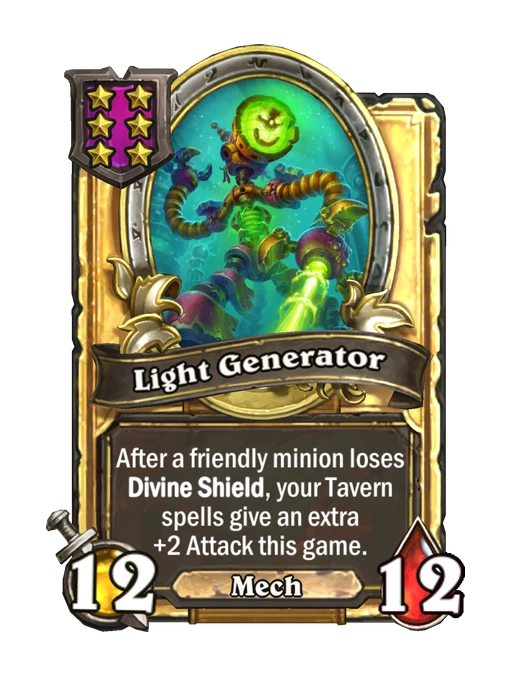 Light Generator
After a friendly minion loses
Divine Shield, your Tavern
spells give an extra
+2 Attack this game.
12
Mech
12